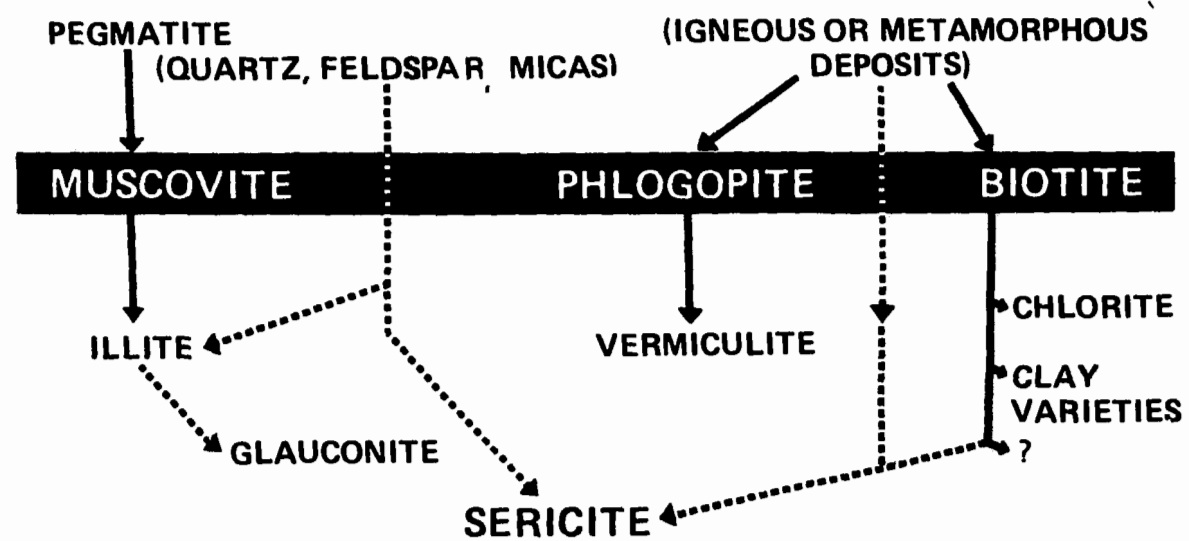 PEGMATITE
(QUARTZ, FELDSPAR, MICAS)
(IGNEOUS OR METAMORPHOUS
DEPOSITS)
MUSCOVITE
PHLOGOPITE
BIOTITE
ILLITE
VERMICULITE
CHLORITE
CLAY
VARIETIES
GLAUCONITE
?
SERICITE